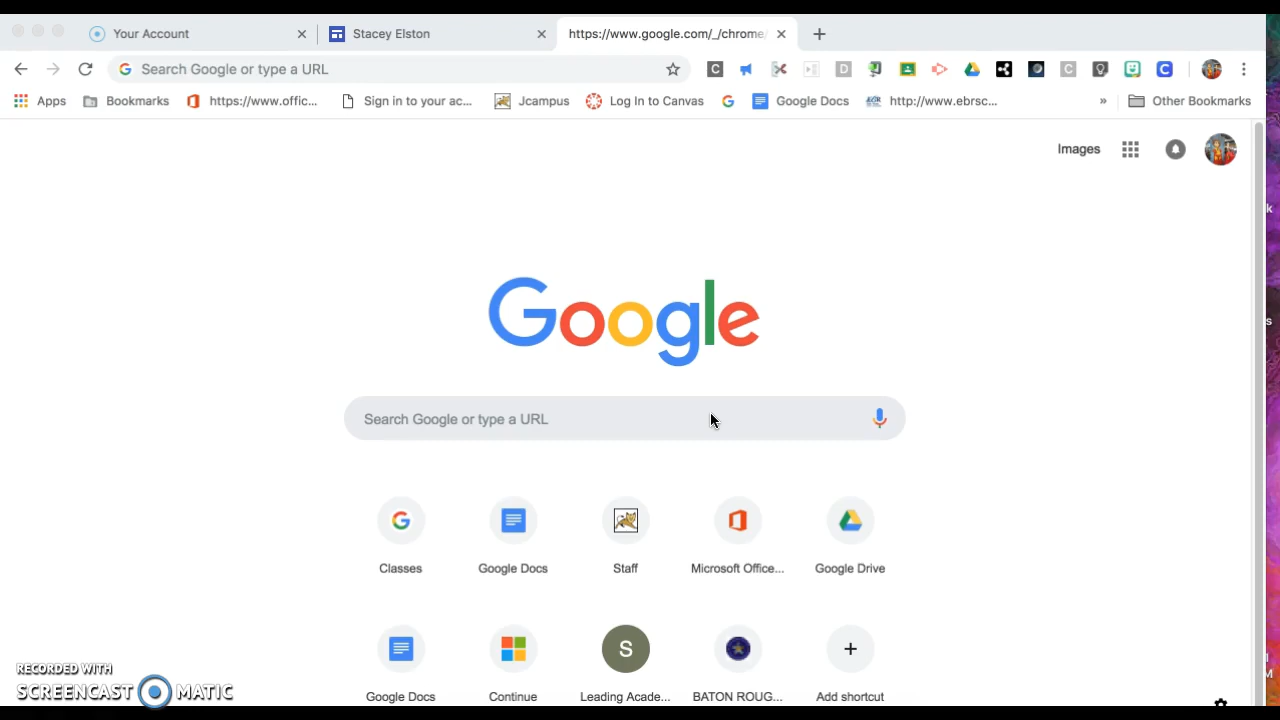 Your Account
Stacey Elston
https://www.google.com/_/chrome/
Search Google or type a URL
Apps
Bookmarks
https://www.offic...
Sign in to your ac...
Jcampus
Log In to Canvas
Google Docs
http://www.ebrsc...
»
Other Bookmarks
Images
Google
Search Google or type a URL
Classes
Google Docs
Staff
Microsoft Office...
Google Drive
S
Google Docs
Continue
Leading Acade...
BATON ROUG...
Add shortcut
RECORDED WITH
SCREENCAST MATIC